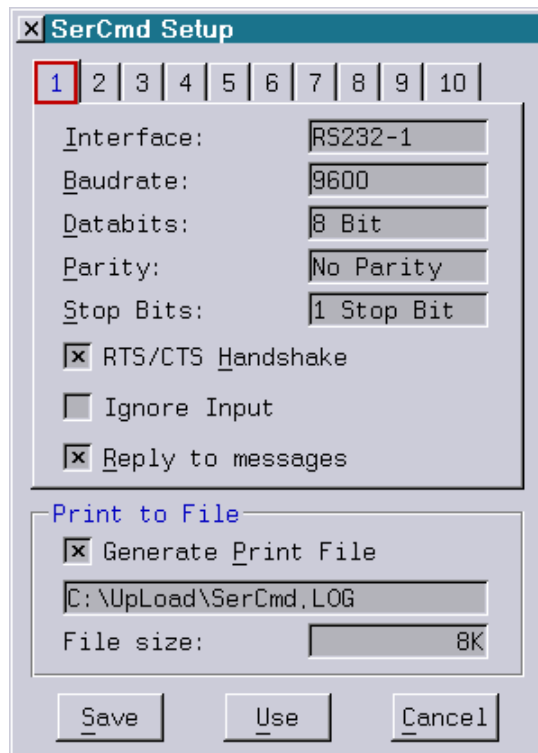 SerCmd Setup
1 2 3 4 5 6 7 8 9 10
Interface: RS232-1
Baudrate: 9600
Databits: 8 Bit
Parity: No Parity
Stop Bits: 1 Stop Bit
RTS/CTS Handshake
Ignore Input
Reply to messages
Print to File
Generate Print File
C:\UpLoad\SerCmd.LOG
File size: 8K
Save Use Cancel